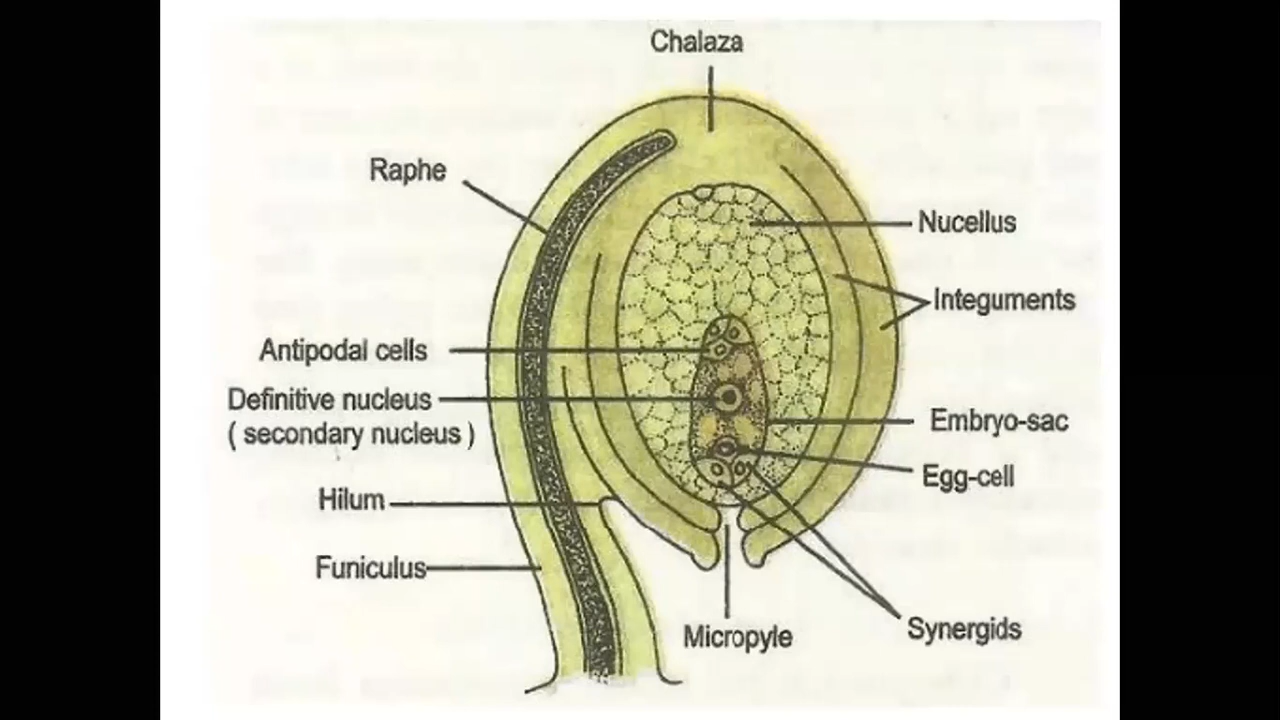 Chalaza
Raphe
Nucellus
Integuments
Antipodal cells
Definitive nucleus
( secondary nucleus )
Embryo-sac
Egg-cell
Hilum
Funiculus
Synergids
Micropyle